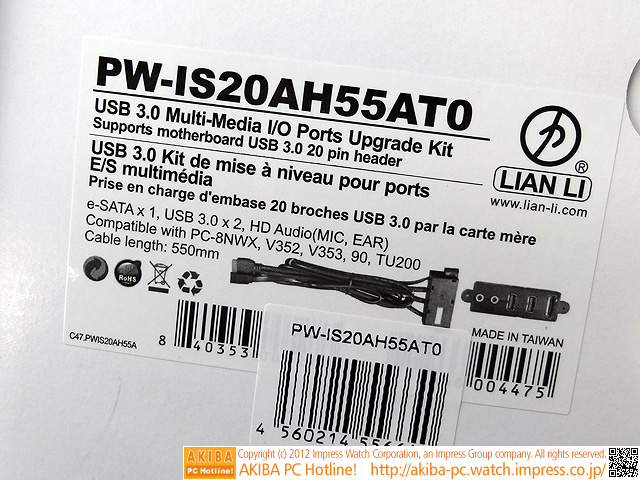 PW-IS20AH55AT0
USB 3.0 Multi-Media I/O Ports Upgrade Kit
Supports motherboard USB 3.0 20 pin header
USB 3.0 Kit de mise à niveau pour ports
E/S multimédia
Prise en charge d'embase 20 broches USB 3.0 par la carte mère
e-SATA x 1, USB 3.0 x 2, HD Audio(MIC, EAR)
Compatible with PC-8NWX, V352, V353, 90, TU200
Cable length: 550mm
LIAN LI
®
www.lian-li.com
RoHS
C47.PWIS20AH55A
MADE IN TAIWAN
8 40353
004475
PW-IS20AH55AT0
4 560214
AKIBA
PC Hotline!
Copyright (c) 2012 Impress Watch Corporation, an Impress Group company. All rights reserved.
AKIBA PC Hotline! http://akiba-pc.watch.impress.co.jp/